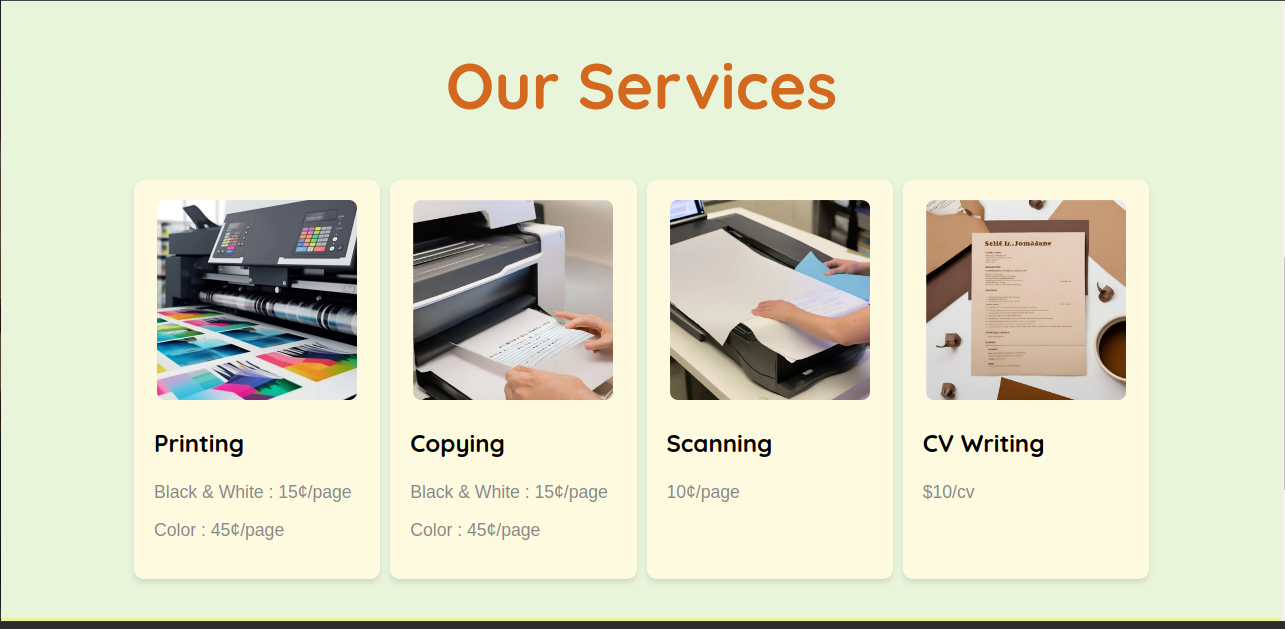 Our Services
Printing
Black & White : 15¢/page
Color : 45¢/page
Copying
Black & White : 15¢/page
Color : 45¢/page
Scanning
10¢/page
CV Writing
$10/cv